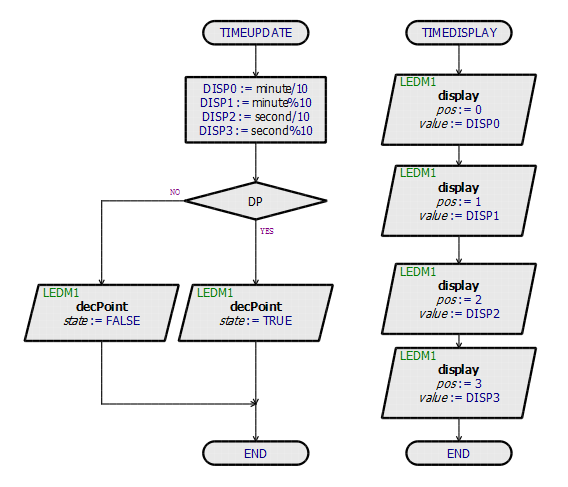 TIMEUPDATE
DISP0 := minute/10
DISP1 := minute%10
DISP2 := second/10
DISP3 := second%10
DP
NO
YES
LEDM1
decPoint
state := FALSE
LEDM1
decPoint
state := TRUE
END
TIMEDISPLAY
LEDM1
display
pos := 0
value := DISP0
LEDM1
display
pos := 1
value := DISP1
LEDM1
display
pos := 2
value := DISP2
LEDM1
display
pos := 3
value := DISP3
END